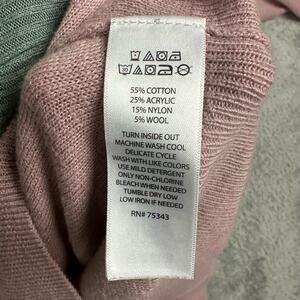 55% COTTON
25% ACRYLIC
15% NYLON
5% WOOL
TURN INSIDE OUT
MACHINE WASH COOL
DELICATE CYCLE
WASH WITH LIKE COLORS
USE MILD DETERGENT
ONLY NON-CHLORINE
BLEACH WHEN NEEDED
TUMBLE DRY LOW
LOW IRON IF NEEDED
RN# 75343